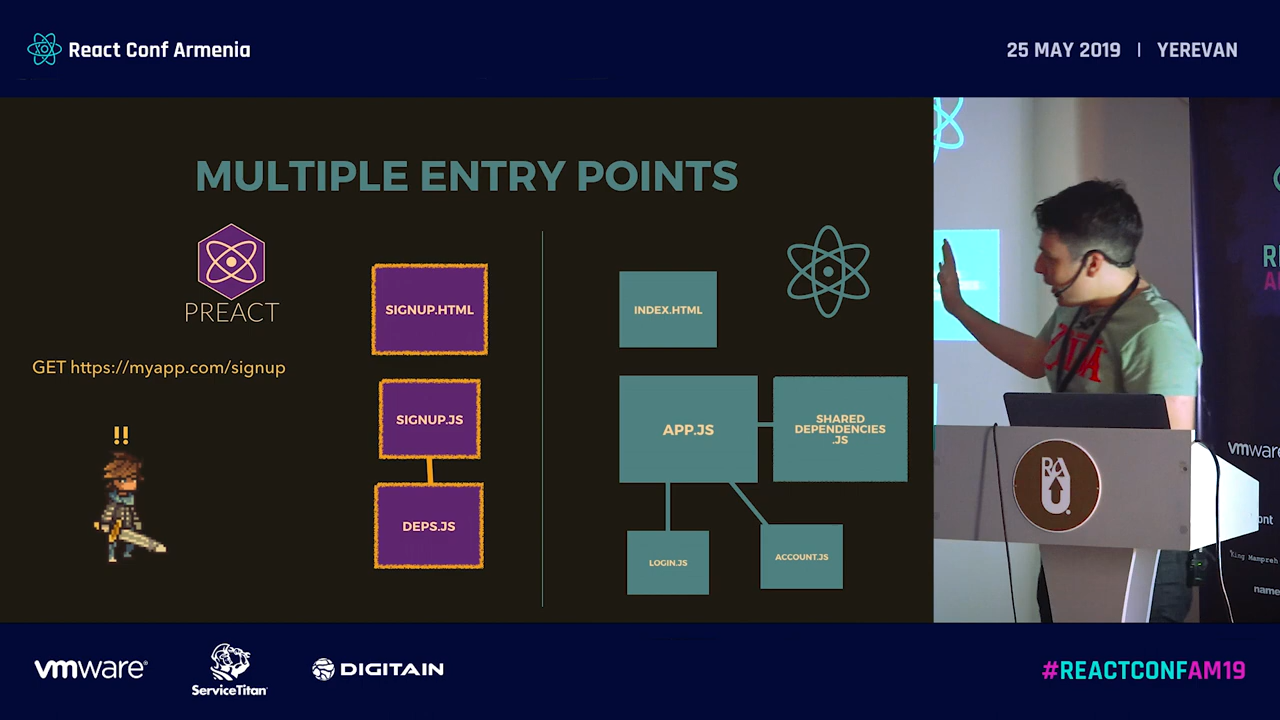 React Conf Armenia
25 MAY 2019 | YEREVAN
MULTIPLE ENTRY POINTS
PREACT
GET https://myapp.com/signup
!!
SIGNUP.HTML
SIGNUP.JS
DEPS.JS
INDEX.HTML
APP.JS
SHARED
DEPENDENCIES
.JS
LOGIN.JS
ACCOUNT.JS
vmware
vmware®
ServiceTitan
DIGITAIN
#REACTCONFAM19